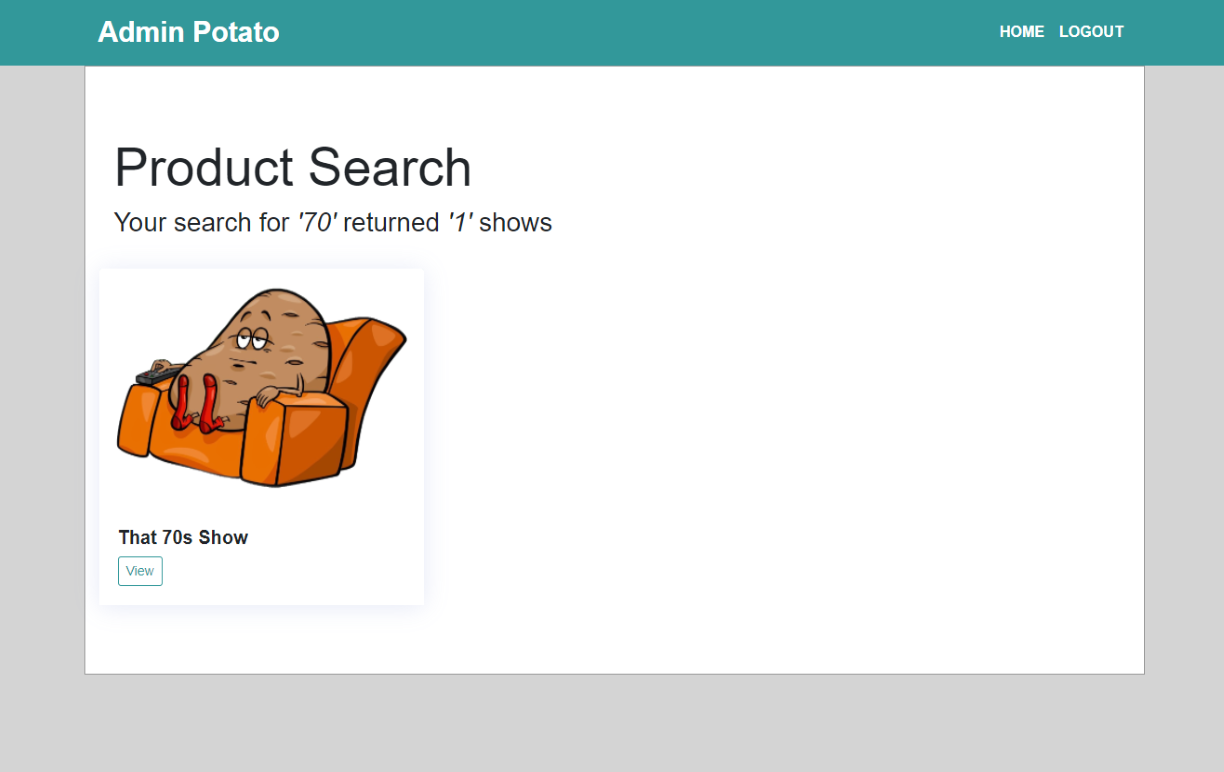 Admin Potato
HOME LOGOUT
Product Search
Your search for '70' returned '1' shows
That 70s Show
View